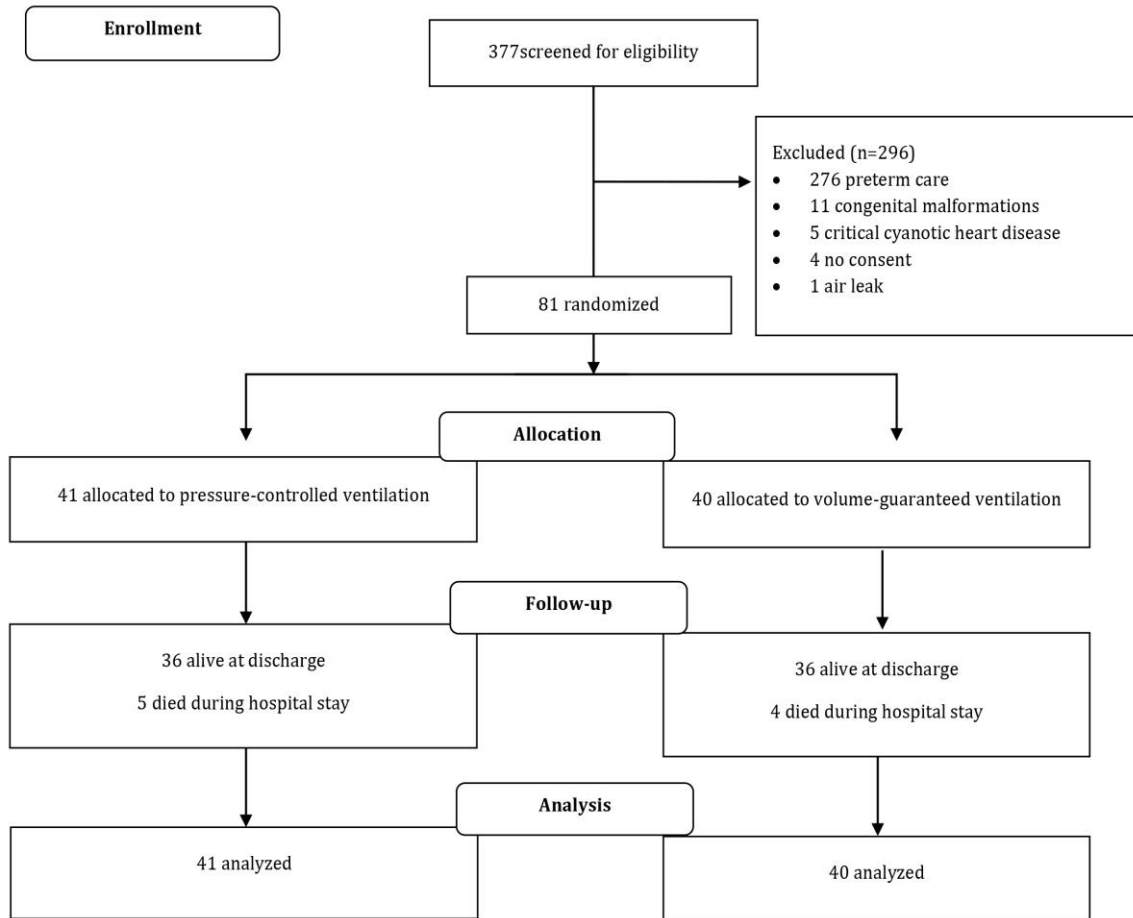 Enrollment
377screened for eligibility
Excluded (n=296)
• 276 preterm care
• 11 congenital malformations
• 5 critical cyanotic heart disease
• 4 no consent
• 1 air leak
81 randomized
Allocation
41 allocated to pressure-controlled ventilation
40 allocated to volume-guaranteed ventilation
Follow-up
36 alive at discharge
5 died during hospital stay
36 alive at discharge
4 died during hospital stay
Analysis
41 analyzed
40 analyzed